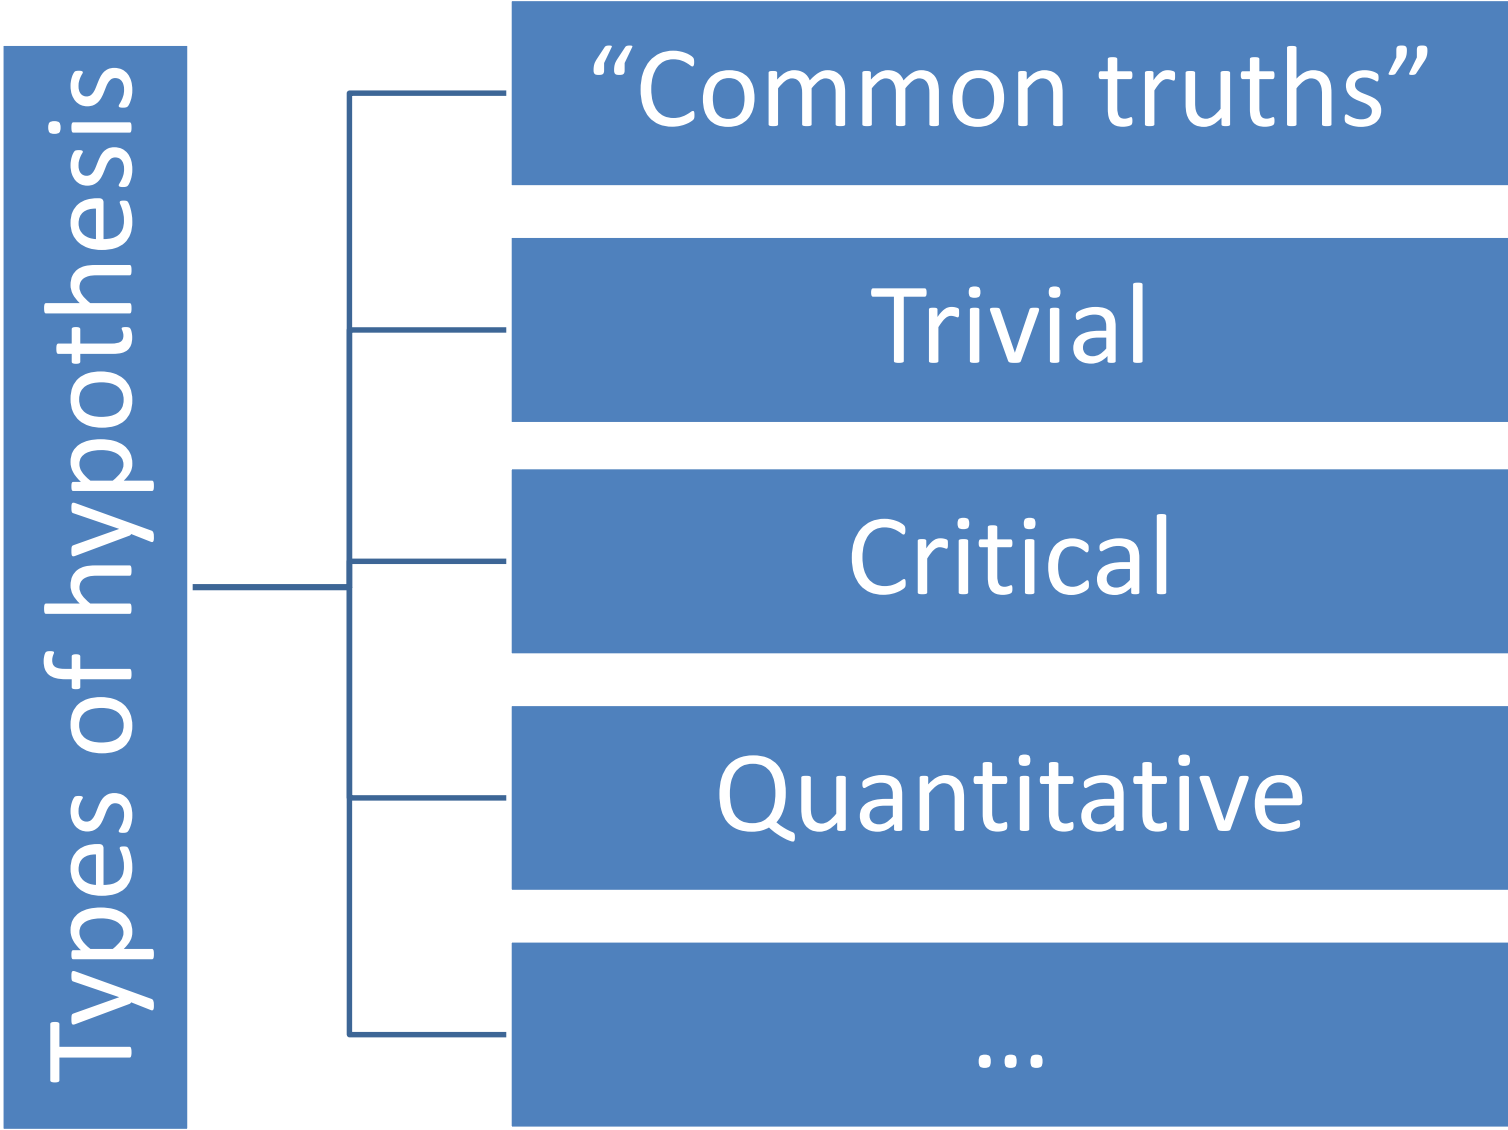 Types of hypothesis
“Common truths”
Trivial
Critical
Quantitative
...